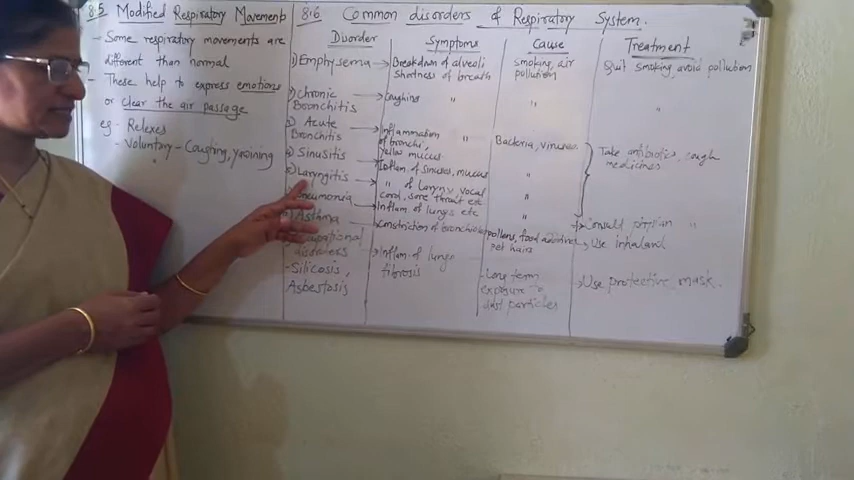 8.5 Modified Respiratory Movement
- Some respiratory movements are
different than normal
- These help to express emotions
or clear the air passage
eg - Relexes
- Voluntary - Coughing, yawining
8.6 Common disorders of Respiratory System.
Disorder Symptoms Cause Treatment
1) Emphysema → Breakdown of alveoli smoking, air Quit smoking avoid pollution
Shortness of breath pollution
2) Chronic → Coughing " " "
Bronchitis
3) Acute → Inflammation " Bacteria, viruses
Bronchitis of bronchi,
yellow mucus
4) Sinusitis → Inflam. of sinuses, mucus " Take antibiotics, cough
medicines
5) Laryngitis → " of Larynx, vocal "
cord, sore throat etc
Pneumonia → Inflam of lungs etc "
7) Asthma → Constriction of bronchioles pollens, food additives → Consult "
pet hairs → Use
disorders → Inflam. of lungs
fibrosis
- Silicosis, - Long term → Use protective mask.
Asbestosis exposure to
dust particles